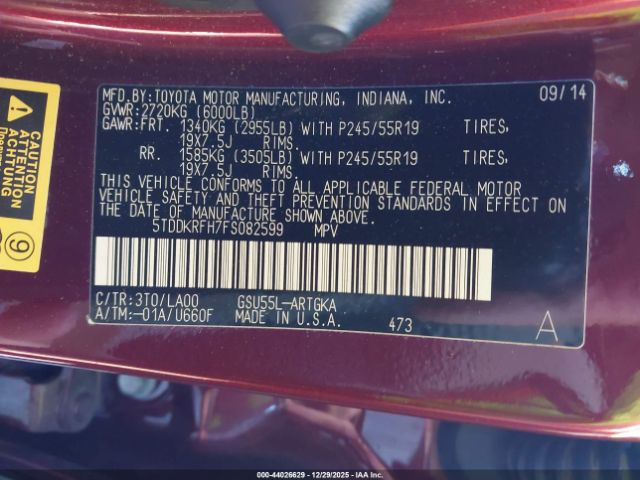 MFD.BY:TOYOTA MOTOR MANUFACTURING, INDIANA, INC. 09/14
GVWR:2720KG (6000LB)
GAWR:FRT. 1340KG (2955LB) WITH P245/55R19 TIRES,
19X7.5J RIMS.
RR. 1585KG (3505LB) WITH P245/55R19 TIRES,
19X7.5J RIMS.
THIS VEHICLE CONFORMS TO ALL APPLICABLE FEDERAL MOTOR
VEHICLE SAFETY AND THEFT PREVENTION STANDARDS IN EFFECT ON
THE DATE OF MANUFACTURE SHOWN ABOVE.
5TDDKRFH7FS082599 MPV
C/TR:3T0/LA00 GSU55L-ARTGKA
A/TM:-01A/U660F MADE IN U.S.A. 473 A
9
000-44026629 - 12/29/2025 - IAA Inc.